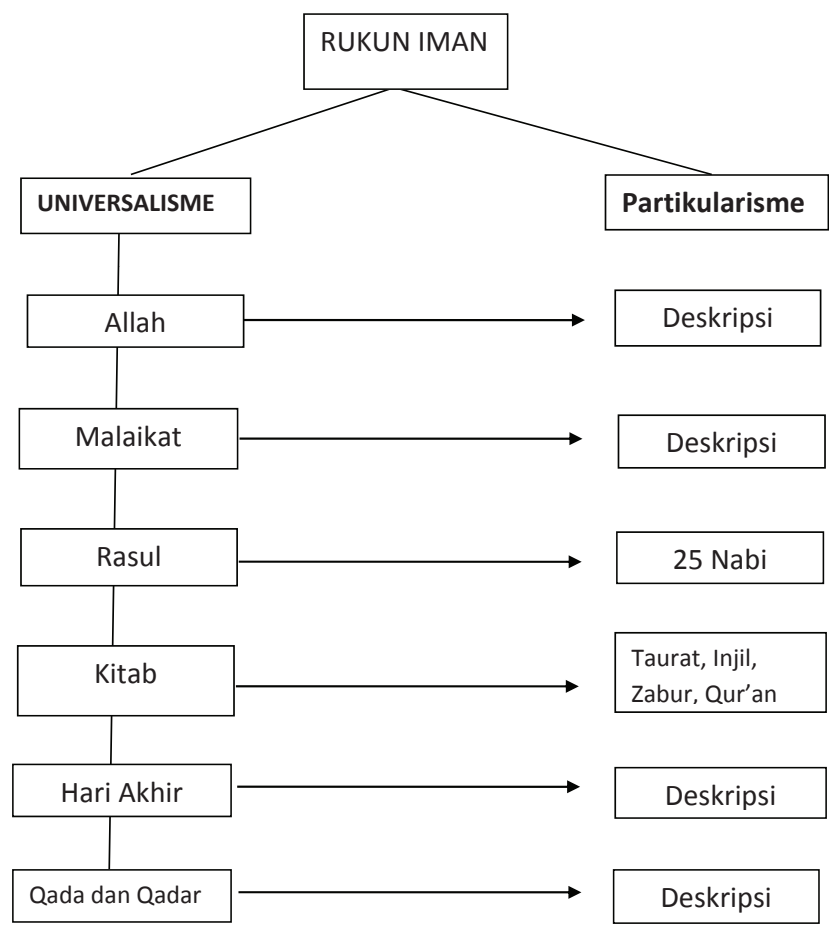 RUKUN IMAN
UNIVERSALISME
Partikularisme
Allah
Deskripsi
Malaikat
Deskripsi
Rasul
25 Nabi
Kitab
Taurat, Injil,
Zabur, Qur’an
Hari Akhir
Deskripsi
Qada dan Qadar
Deskripsi